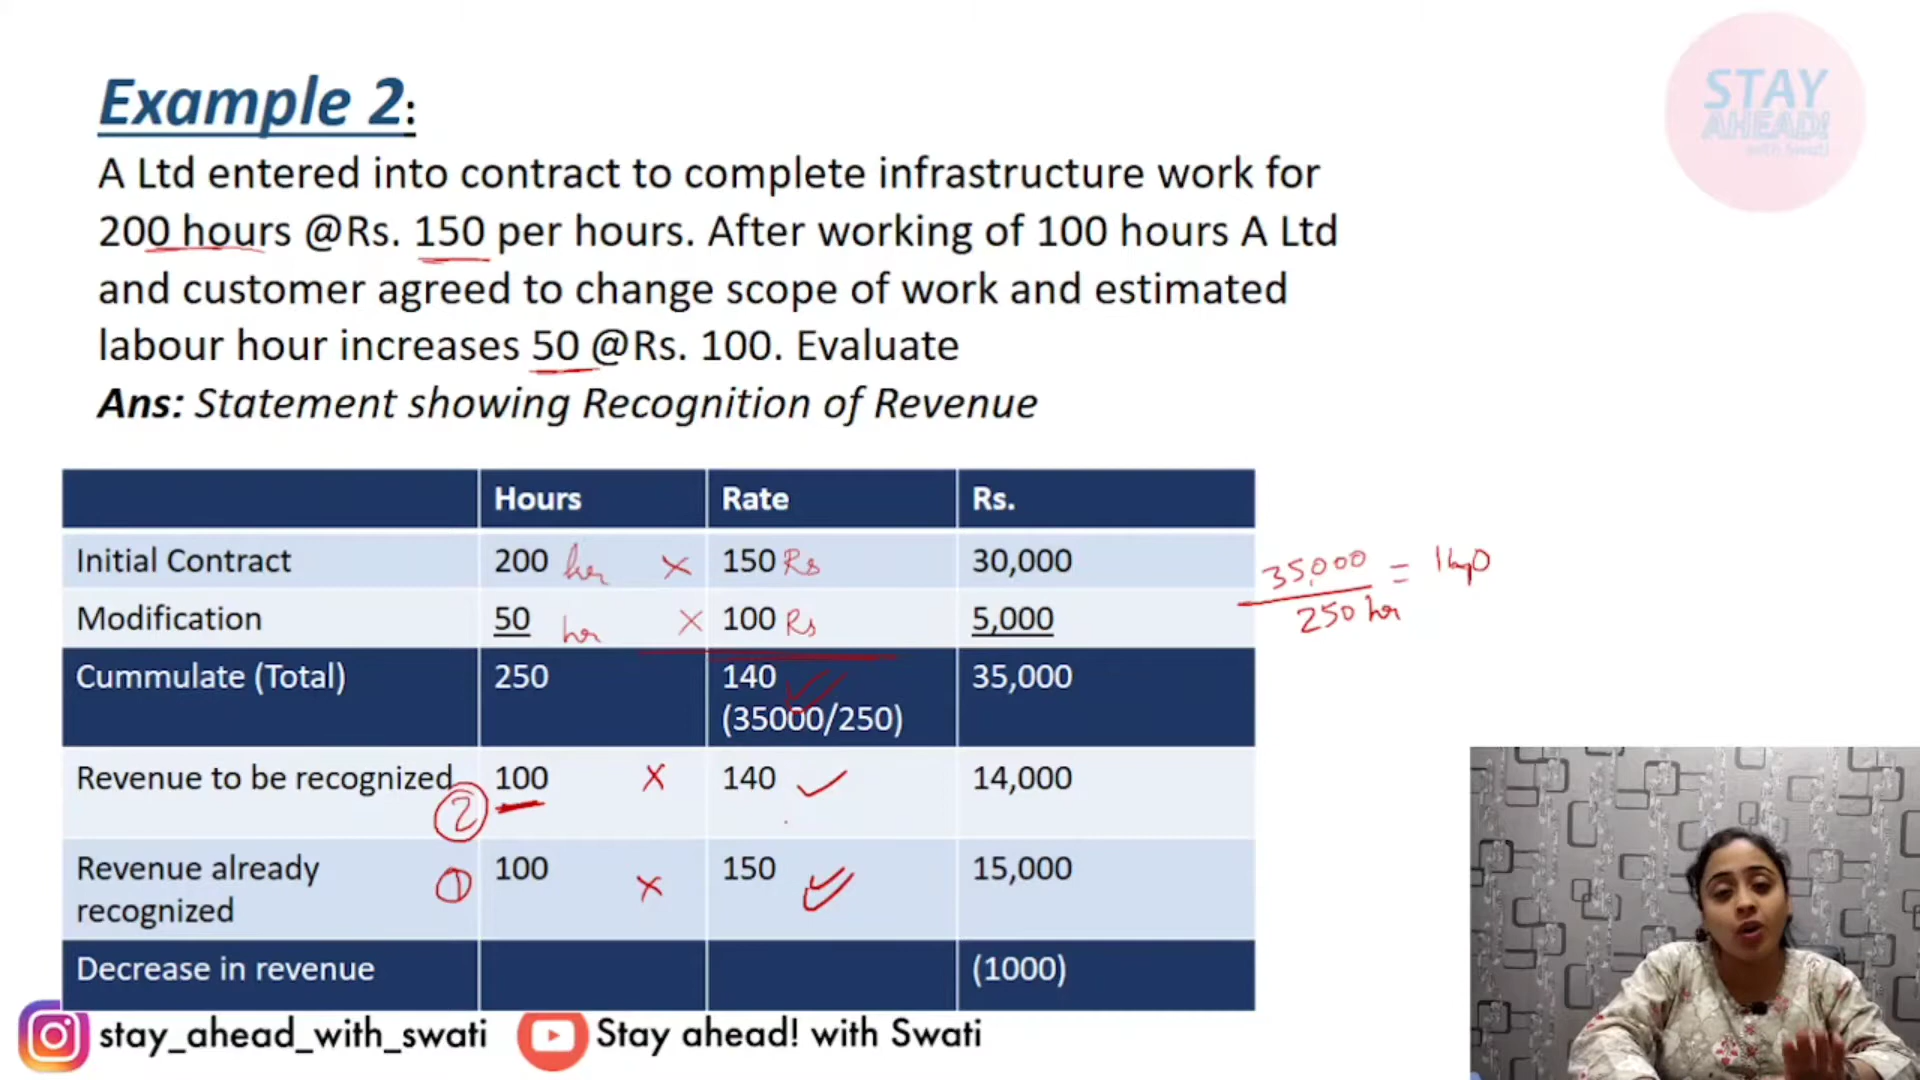 STAY
AHEAD!
with Swati
Example 2:
A Ltd entered into contract to complete infrastructure work for
200 hours @Rs. 150 per hours. After working of 100 hours A Ltd
and customer agreed to change scope of work and estimated
labour hour increases 50 @Rs. 100. Evaluate
Ans: Statement showing Recognition of Revenue
Hours Rate Rs.
Initial Contract 200 hr × 150 Rs 30,000
35,000 = 140
250 hr
Modification 50 hr × 100 Rs 5,000
Cummulate (Total) 250 140 35,000
(35000/250)
Revenue to be recognized 100 × 140 14,000
2
Revenue already 1 100 × 150 15,000
recognized
Decrease in revenue (1000)
stay_ahead_with_swati Stay ahead! with Swati